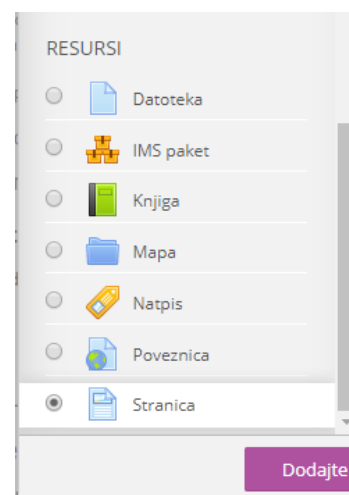 RESURSI
Datoteka
IMS paket
Knjiga
Mapa
Natpis
Poveznica
Stranica
Dodajte